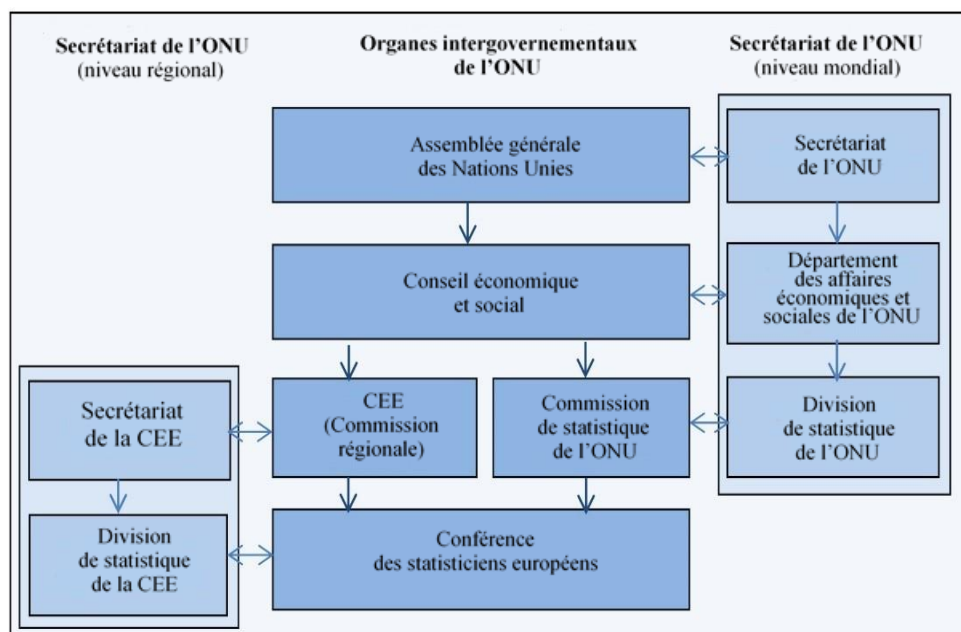 Secrétariat de l'ONU
(niveau régional)
Organes intergovernementaux
de l'ONU
Secrétariat de l'ONU
(niveau mondial)
Assemblée générale
des Nations Unies
Secrétariat
de l'ONU
Conseil économique
et social
Département
des affaires
économiques et
sociales de l'ONU
Secrétariat
de la CEE
CEE
(Commission
régionale)
Commission
de statistique
de l'ONU
Division
de statistique
de l'ONU
Division
de statistique
de la CEE
Conférence
des statisticiens européens